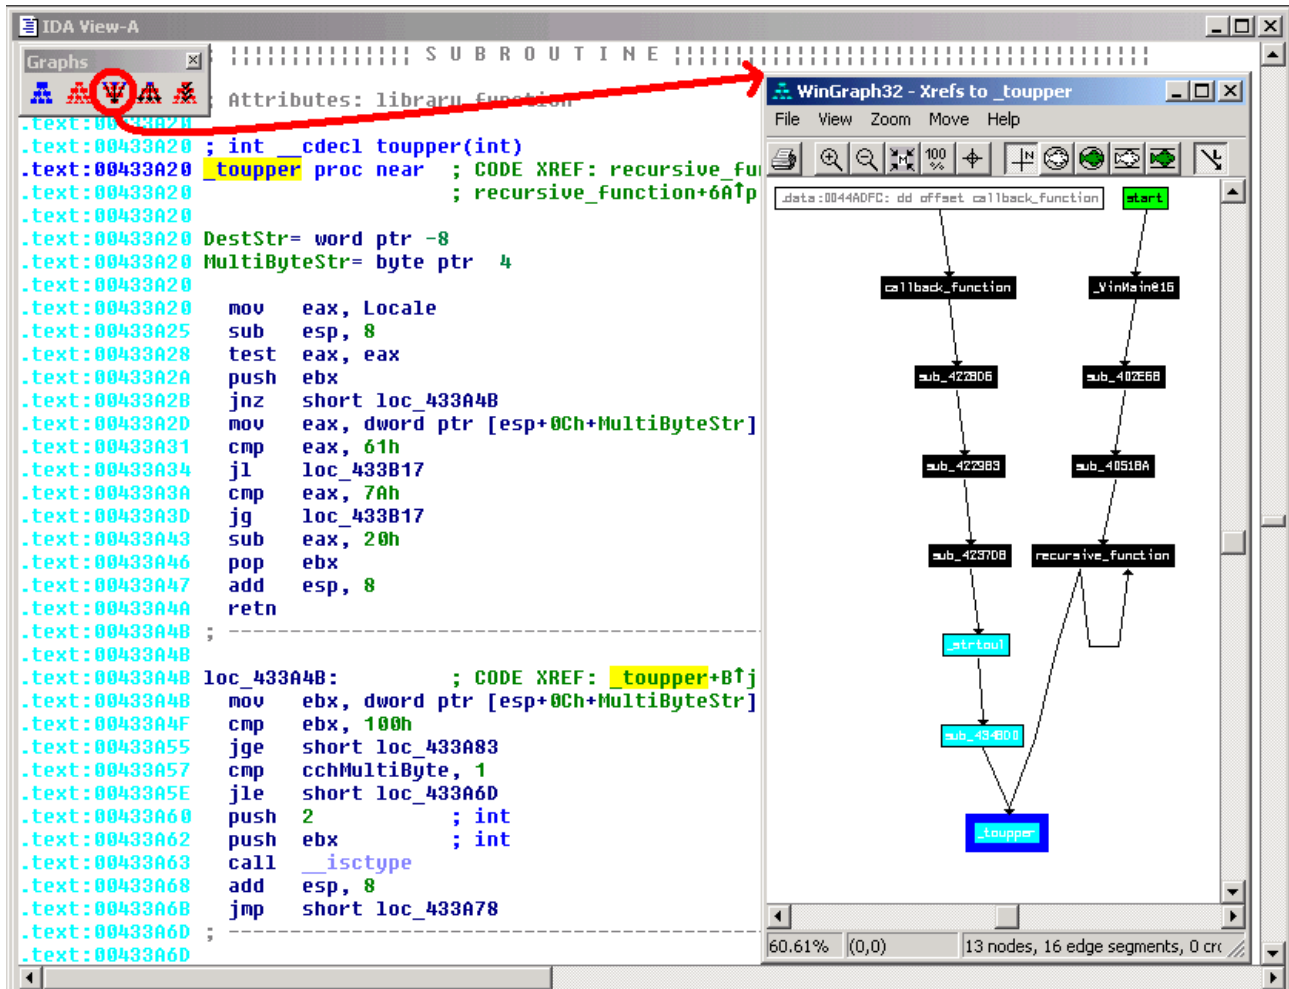 IDA View-A
Graphs
S U B R O U T I N E
; Attributes: library function
.text:00433A20
.text:00433A20 ; int __cdecl toupper(int)
.text:00433A20 _toupper proc near ; CODE XREF: recursive_fu
.text:00433A20 ; recursive_function+6A↑p
.text:00433A20
.text:00433A20 DestStr= word ptr -8
.text:00433A20 MultiByteStr= byte ptr 4
.text:00433A20
.text:00433A20 mov eax, Locale
.text:00433A25 sub esp, 8
.text:00433A28 test eax, eax
.text:00433A2A push ebx
.text:00433A2B jnz short loc_433A4B
.text:00433A2D mov eax, dword ptr [esp+0Ch+MultiByteStr]
.text:00433A31 cmp eax, 61h
.text:00433A34 jl loc_433B17
.text:00433A3A cmp eax, 7Ah
.text:00433A3D jg loc_433B17
.text:00433A43 sub eax, 20h
.text:00433A46 pop ebx
.text:00433A47 add esp, 8
.text:00433A4A retn
.text:00433A4B ; ----------------------------------------
.text:00433A4B
.text:00433A4B loc_433A4B: ; CODE XREF: _toupper+B↑j
.text:00433A4B mov ebx, dword ptr [esp+0Ch+MultiByteStr]
.text:00433A4F cmp ebx, 100h
.text:00433A55 jge short loc_433A83
.text:00433A57 cmp cchMultiByte, 1
.text:00433A5E jle short loc_433A6D
.text:00433A60 push 2 ; int
.text:00433A62 push ebx ; int
.text:00433A63 call __isctype
.text:00433A68 add esp, 8
.text:00433A6B jmp short loc_433A78
.text:00433A6D ; ----------------------------------------
.text:00433A6D
WinGraph32 - Xrefs to _toupper
File View Zoom Move Help
100 %
.data:0044ADFC: dd offset callback_function
start
callback_function
_WinMain@16
sub_4228D6
sub_402E68
sub_4229B3
sub_40518A
sub_4237D8
recursive_function
_strtoul
sub_434BD0
_toupper
60.61% (0,0) 13 nodes, 16 edge segments, 0 crc